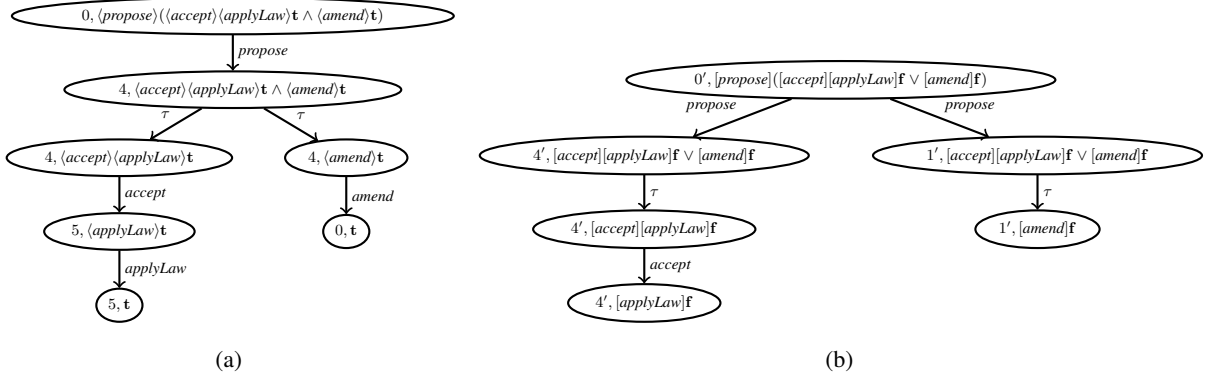 0, ⟨propose⟩(⟨accept⟩⟨applyLaw⟩t ∧ ⟨amend⟩t)
propose
4, ⟨accept⟩⟨applyLaw⟩t ∧ ⟨amend⟩t
τ τ
4, ⟨accept⟩⟨applyLaw⟩t 4, ⟨amend⟩t
accept amend
5, ⟨applyLaw⟩t 0, t
applyLaw
5, t
(a)
0′, [propose]([accept][applyLaw]f ∨ [amend]f)
propose propose
4′, [accept][applyLaw]f ∨ [amend]f 1′, [accept][applyLaw]f ∨ [amend]f
τ τ
4′, [accept][applyLaw]f 1′, [amend]f
accept
4′, [applyLaw]f
(b)